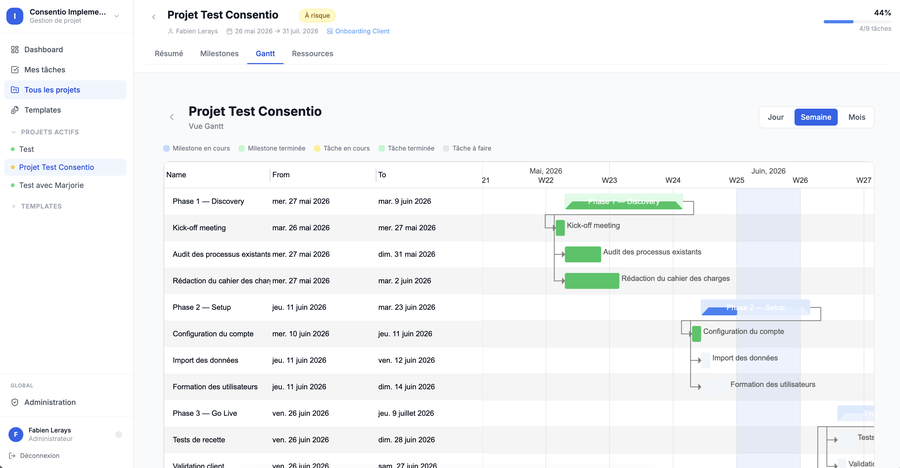 I
Consentio Impleme...
Gestion de projet
Dashboard
Mes tâches
Tous les projets
Templates
PROJETS ACTIFS
Test
Projet Test Consentio
Test avec Marjorie
TEMPLATES
GLOBAL
Administration
F
Fabien Lerays
Administrateur
Déconnexion
Projet Test Consentio
À risque
Fabien Lerays
26 mai 2026 → 31 juil. 2026
Onboarding Client
44%
4/9 tâches
Résumé
Milestones
Gantt
Ressources
Projet Test Consentio
Vue Gantt
Jour
Semaine
Mois
Milestone en cours
Milestone terminée
Tâche en cours
Tâche terminée
Tâche à faire
Name From To
Mai, 2026 Juin, 2026
21 W22 W23 W24 W25 W26 W27
Phase 1 — Discovery mer. 27 mai 2026 mar. 9 juin 2026 Phase 1 — Discovery
Kick-off meeting mar. 26 mai 2026 mer. 27 mai 2026 Kick-off meeting
Audit des processus existants mer. 27 mai 2026 dim. 31 mai 2026 Audit des processus existants
Rédaction du cahier des char mer. 27 mai 2026 mar. 2 juin 2026 Rédaction du cahier des charges
Phase 2 — Setup jeu. 11 juin 2026 mar. 23 juin 2026 Phase 2 — Setup
Configuration du compte mer. 10 juin 2026 jeu. 11 juin 2026 Configuration du compte
Import des données jeu. 11 juin 2026 ven. 12 juin 2026 Import des données
Formation des utilisateurs jeu. 11 juin 2026 dim. 14 juin 2026 Formation des utilisateurs
Phase 3 — Go Live ven. 26 juin 2026 jeu. 9 juillet 2026
Tests de recette ven. 26 juin 2026 dim. 28 juin 2026 Tests
Validation client ven. 26 juin 2026 sam. 27 juin 2026 Validati